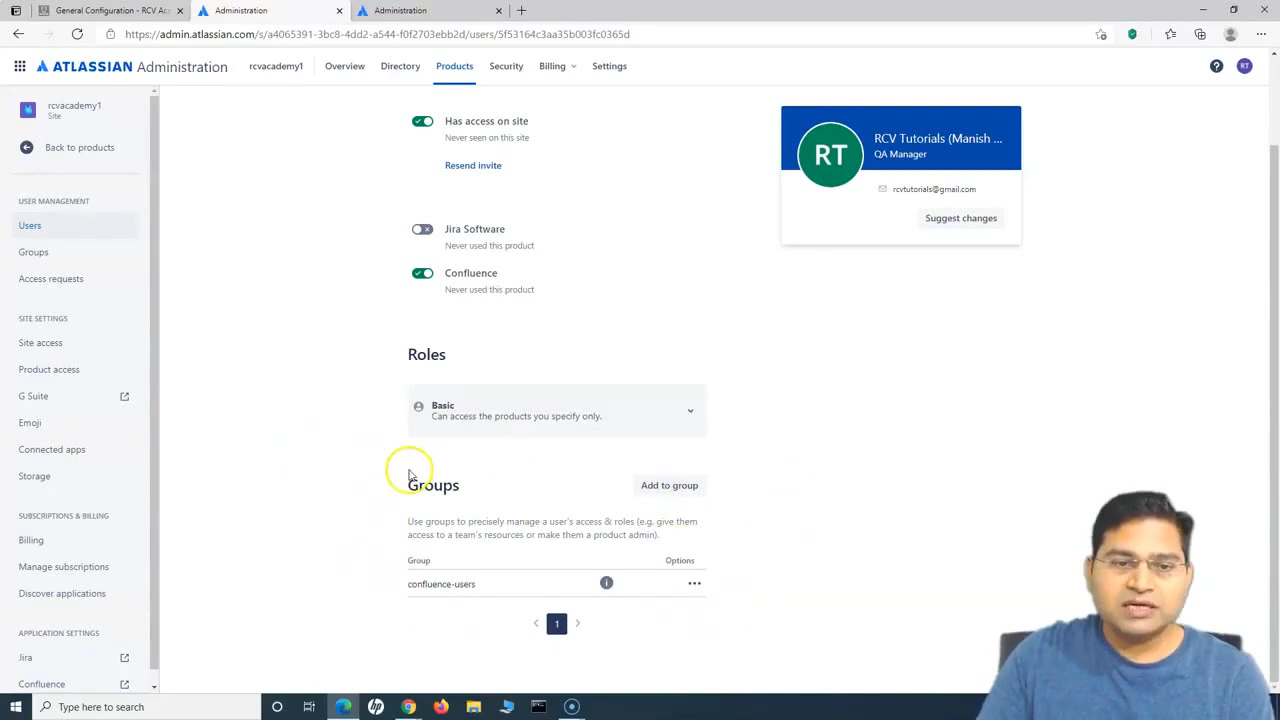 General Configuration - RCV Ac
Administration
Administration
https://admin.atlassian.com/s/a4065391-3bc8-4dd2-a544-f0f2703ebb2d/users/5f53164c3aa35b003fc0365d
ATLASSIAN Administration
rcvacademy1
Overview
Directory
Products
Security
Billing
Settings
RT
rcvacademy1
Site
Back to products
USER MANAGEMENT
Users
Groups
Access requests
SITE SETTINGS
Site access
Product access
G Suite
Emoji
Connected apps
Storage
SUBSCRIPTIONS & BILLING
Billing
Manage subscriptions
Discover applications
APPLICATION SETTINGS
Jira
Confluence
Has access on site
Never seen on this site
Resend invite
Jira Software
Never used this product
Confluence
Never used this product
Roles
Basic
Can access the products you specify only.
Groups
Add to group
Use groups to precisely manage a user's access & roles (e.g. give them
access to a team's resources or make them a product admin).
Group
Options
confluence-users
1
RT
RCV Tutorials (Manish ...
QA Manager
rcvtutorials@gmail.com
Suggest changes
Type here to search